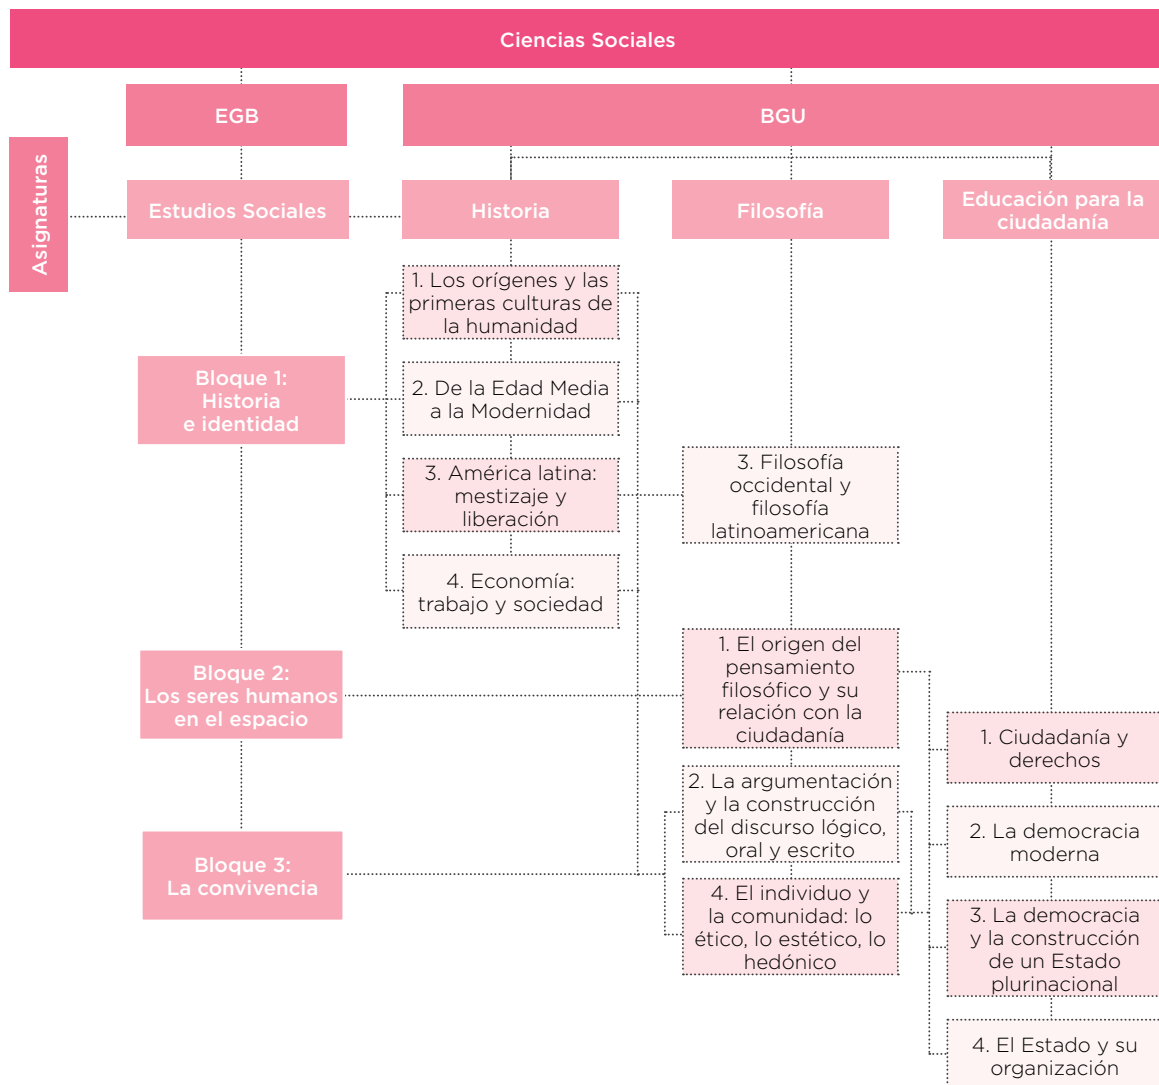 Ciencias Sociales
EGB
BGU
Asignaturas
Estudios Sociales
Historia
Filosofía
Educación para la
ciudadanía
Bloque 1:
Historia
e identidad
1. Los orígenes y las
primeras culturas de
la humanidad
2. De la Edad Media
a la Modernidad
3. América latina:
mestizaje y
liberación
4. Economía:
trabajo y sociedad
3. Filosofía
occidental y
filosofía
latinoamericana
Bloque 2:
Los seres humanos
en el espacio
1. El origen del
pensamiento
filosófico y su
relación con la
ciudadanía
2. La argumentación
y la construcción
del discurso lógico,
oral y escrito
Bloque 3:
La convivencia
4. El individuo y
la comunidad: lo
ético, lo estético, lo
hedónico
1. Ciudadanía y
derechos
2. La democracia
moderna
3. La democracia
y la construcción
de un Estado
plurinacional
4. El Estado y su
organización